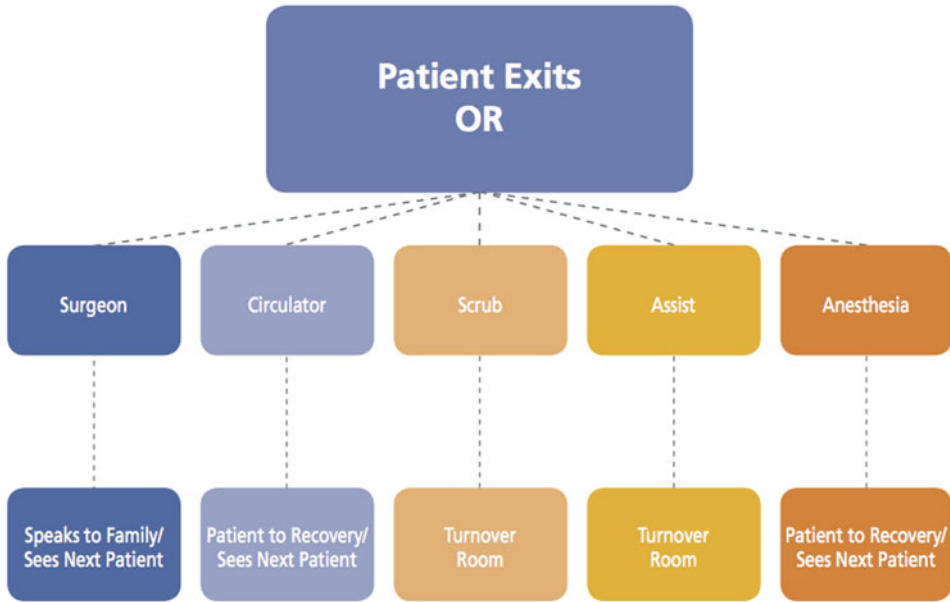 Patient Exits
OR
Surgeon
Circulator
Scrub
Assist
Anesthesia
Speaks to Family/
Sees Next Patient
Patient to Recovery/
Sees Next Patient
Turnover
Room
Turnover
Room
Patient to Recovery/
Sees Next Patient